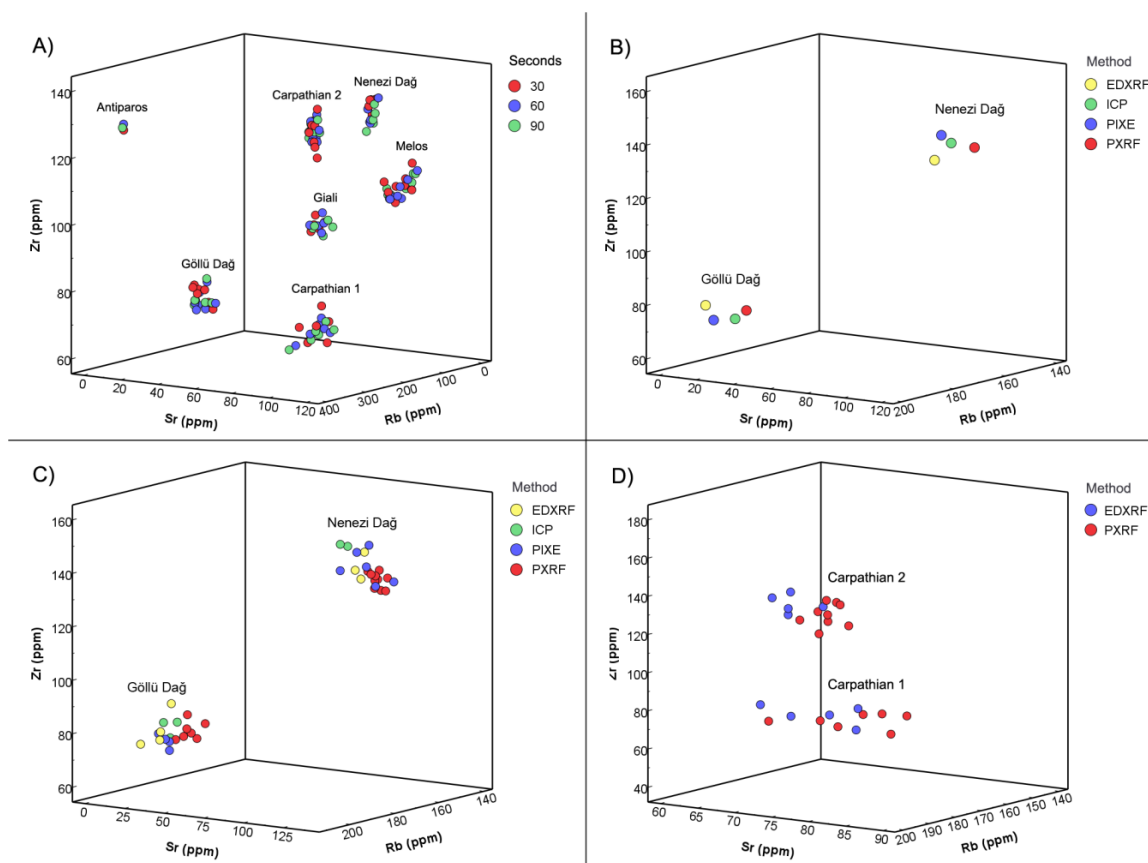 A)
Seconds
30
60
90
Antiparos
Carpathian 2
Nenezi Dağ
Melos
Giali
Göllü Dağ
Carpathian 1
Zr (ppm)
140
120
100
80
60
0
20
40
60
80
100
120
Sr (ppm)
400
300
200
100
0
Rb (ppm)
B)
Method
EDXRF
ICP
PIXE
PXRF
Nenezi Dağ
Göllü Dağ
Zr (ppm)
160
140
120
100
80
60
0
20
40
60
80
100
120
Sr (ppm)
200
180
160
140
Rb (ppm)
C)
Method
EDXRF
ICP
PIXE
PXRF
Nenezi Dağ
Göllü Dağ
Zr (ppm)
160
140
120
100
80
60
0
25
50
75
100
125
Sr (ppm)
200
180
160
140
Rb (ppm)
D)
Method
EDXRF
PXRF
Carpathian 2
Carpathian 1
Zr (ppm)
180
160
140
120
100
80
60
40
60
65
70
75
80
85
90
Sr (ppm)
200
190
180
170
160
150
140
Rb (ppm)